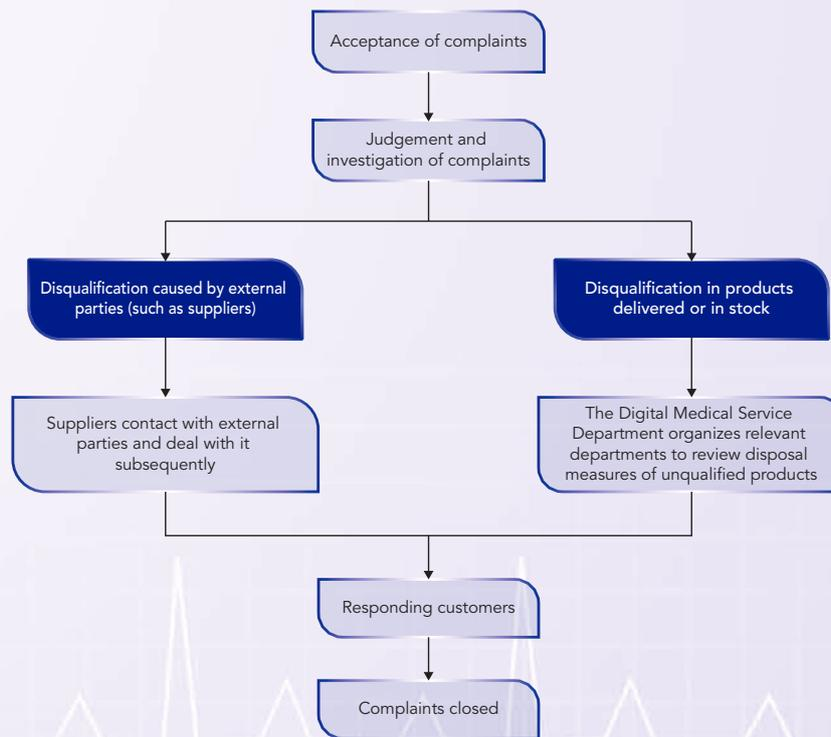 Acceptance of complaints
Judgement and
investigation of complaints
Disqualification caused by external
parties (such as suppliers)
Disqualification in products
delivered or in stock
Suppliers contact with external
parties and deal with it
subsequently
The Digital Medical Service
Department organizes relevant
departments to review disposal
measures of unqualified products
Responding customers
Complaints closed